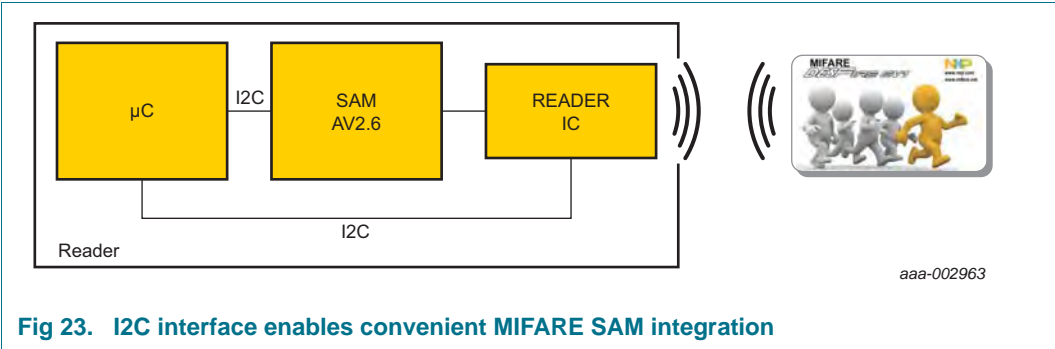 µC
I2C
SAM
AV2.6
READER
IC
I2C
Reader
MIFARE
NXP
aaa-002963
Fig 23. I2C interface enables convenient MIFARE SAM integration